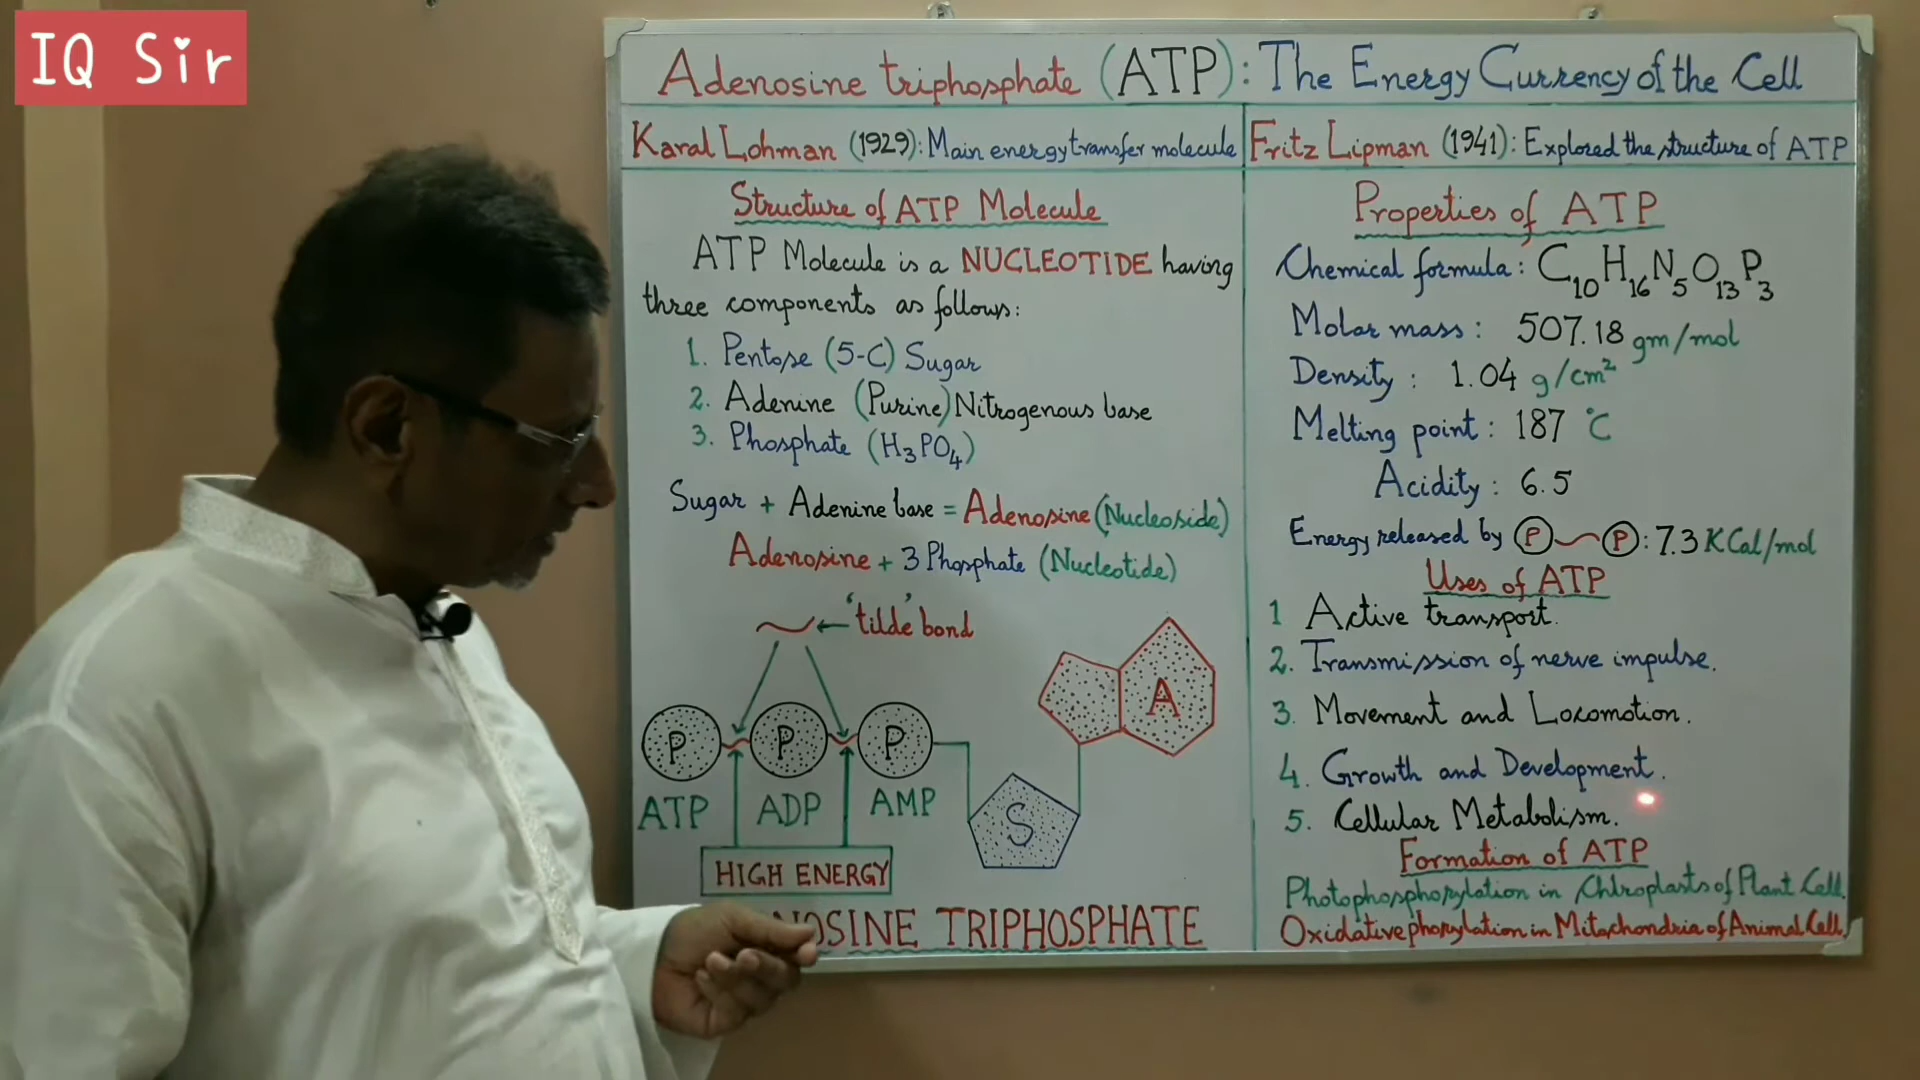 IQ Sir
Adenosine triphosphate (ATP): The Energy Currency of the Cell
Karal Lohman (1929): Main energy transfer molecule
Fritz Lipman (1941): Explored the structure of ATP
Structure of ATP Molecule
ATP Molecule is a NUCLEOTIDE having
three components as follows:
1. Pentose (5-C) Sugar
2. Adenine (Purine) Nitrogenous base
3. Phosphate (H₃PO₄)
Sugar + Adenine base = Adenosine (Nucleoside)
Adenosine + 3 Phosphate (Nucleotide)
'tilde' bond
P P P
ATP ADP AMP
S
A
HIGH ENERGY
NOSINE TRIPHOSPHATE
Properties of ATP
Chemical formula: C₁₀H₁₆N₅O₁₃P₃
Molar mass: 507.18 gm/mol
Density: 1.04 g/cm²
Melting point: 187 °C
Acidity: 6.5
Energy released by P~P: 7.3 KCal/mol
Uses of ATP
1 Active transport.
2. Transmission of nerve impulse.
3. Movement and Locomotion.
4. Growth and Development.
5. Cellular Metabolism.
Formation of ATP
Photophosphorylation in Chlroplasts of Plant Cell.
Oxidative phorylation in Mitochondria of Animal Cell.